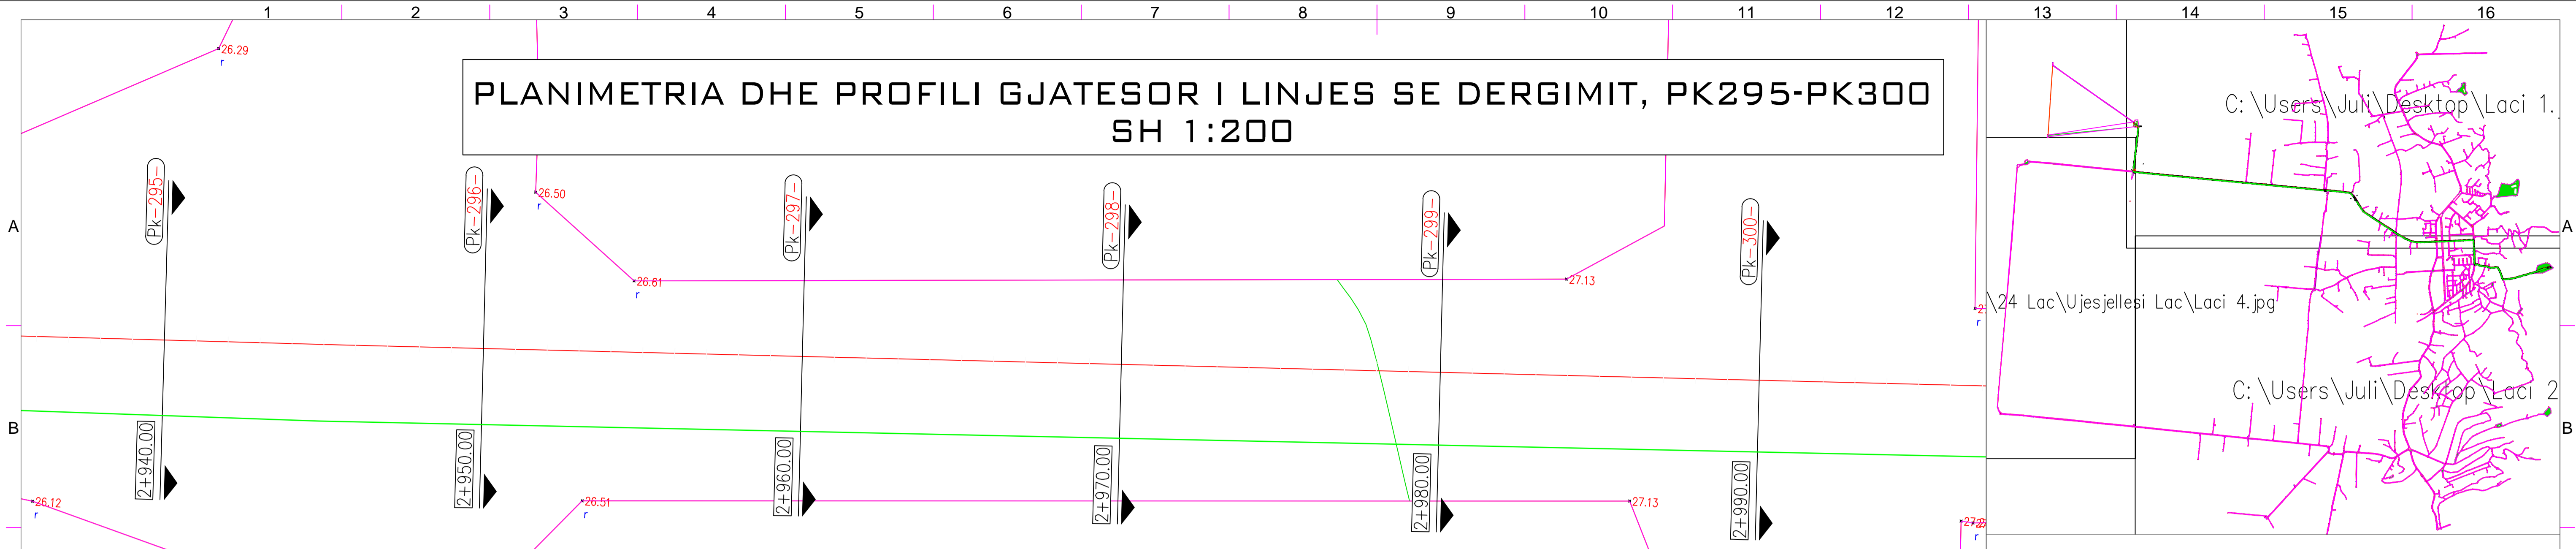 1 2 3 4 5 6 7 8 9 10 11 12 13 14 15 16
26.29
r
PLANIMETRIA DHE PROFILI GJATESOR I LINJES SE DERGIMIT, PK295-PK300
SH 1:200
C:\Users\Juli\Desktop\Laci 1.
Pk-295-
Pk-296-
26.50
r
Pk-297-
Pk-298-
Pk-299-
Pk-300-
A
A
26.61
r
27.13
r
\24 Lac\Ujesjellesi Lac\Laci 4.jpg
C:\Users\Juli\Desktop\Laci 2
B
B
2+940.00
2+950.00
2+960.00
2+970.00
2+980.00
2+990.00
26.12
r
26.51
r
27.13
r